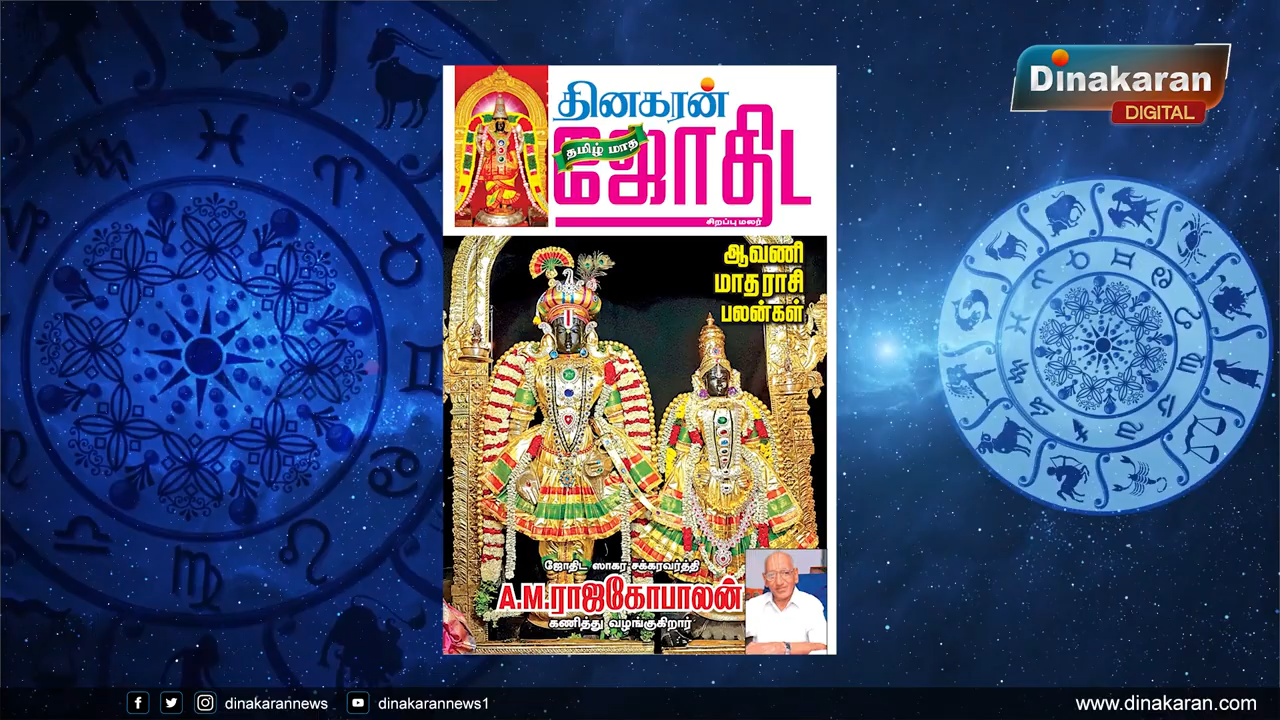 Dinakaran
DIGITAL
தினகரன்
தமிழ் மாத
ஜோதிட
சிறப்பு மலர்
ஆவணி
மாத ராசி
பலன்கள்
ஜோதிட ஸாகர சக்கரவர்த்தி
A.M.ராஜகோபாலன்
கணித்து வழங்குகிறார்
dinakarannews
dinakarannews1
www.dinakaran.com